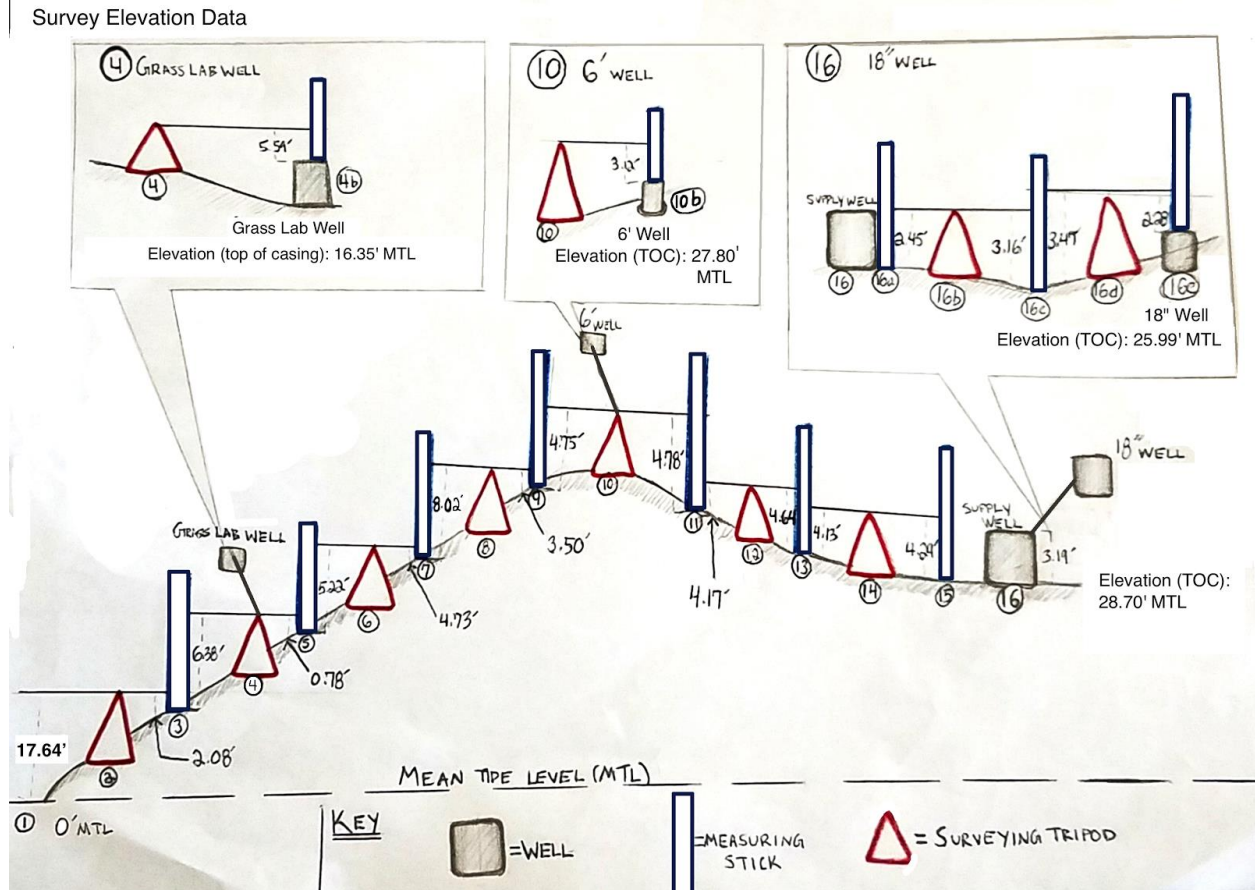 Survey Elevation Data
4 GRASS LAB WELL
5.54'
4
4b
Grass Lab Well
Elevation (top of casing): 16.35' MTL
10 6' WELL
3.12'
10
10b
6' Well
Elevation (TOC): 27.80'
MTL
16 18" WELL
SUPPLY WELL
2.45'
3.16'
3.47'
2.28'
16
16a
16b
16c
16d
16e
18" Well
Elevation (TOC): 25.99' MTL
6' WELL
4.75'
4.78'
10
8.02'
9
3.50'
11
4.17'
4.64'
12
4.13'
13
14
4.29'
15
SUPPLY WELL
16
3.19'
18" WELL
Elevation (TOC):
28.70' MTL
GRASS LAB WELL
5.22'
7
8
4.73'
6
6.38'
5
0.78'
4
3
2.08'
17.64'
2
MEAN TIDE LEVEL (MTL)
1 0' MTL
KEY
=WELL
=MEASURING
STICK
= SURVEYING TRIPOD